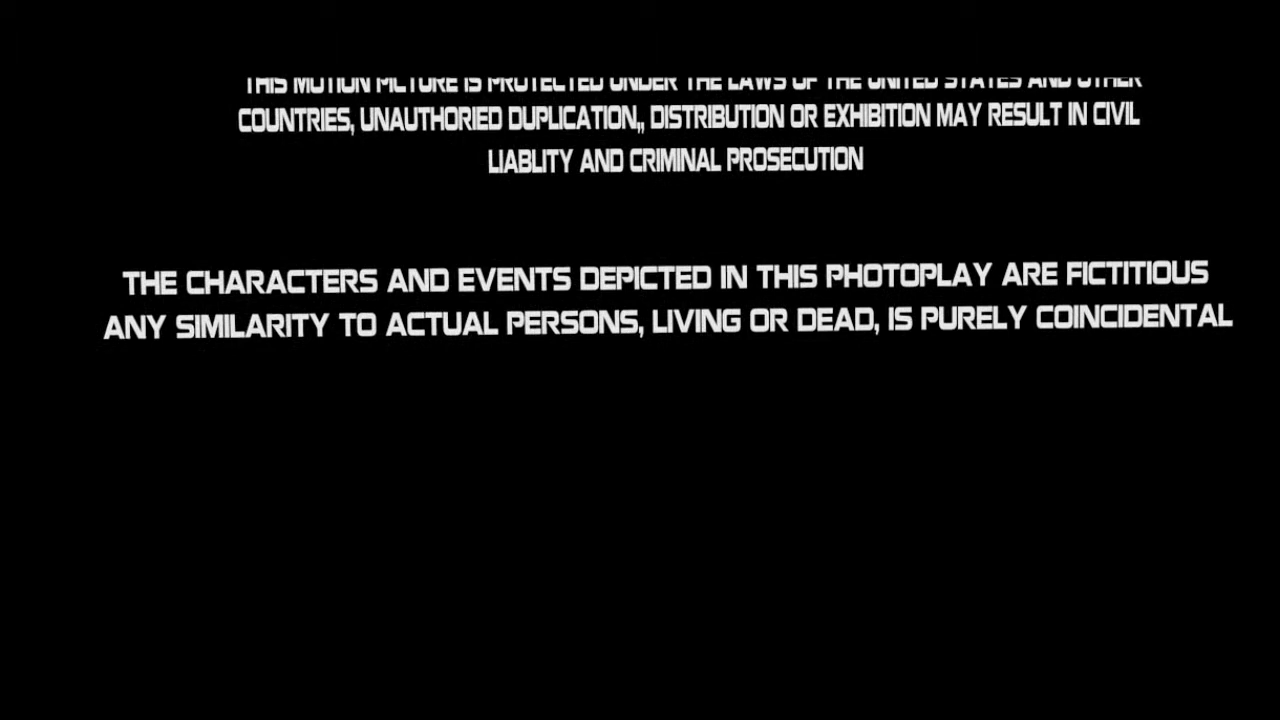 THIS MOTION PICTURE IS PROTECTED UNDER THE LAWS OF THE UNITED STATES AND OTHER
COUNTRIES, UNAUTHORIED DUPLICATION,, DISTRIBUTION OR EXHIBITION MAY RESULT IN CIVIL
LIABLITY AND CRIMINAL PROSECUTION
THE CHARACTERS AND EVENTS DEPICTED IN THIS PHOTOPLAY ARE FICTITIOUS
ANY SIMILARITY TO ACTUAL PERSONS, LIVING OR DEAD, IS PURELY COINCIDENTAL